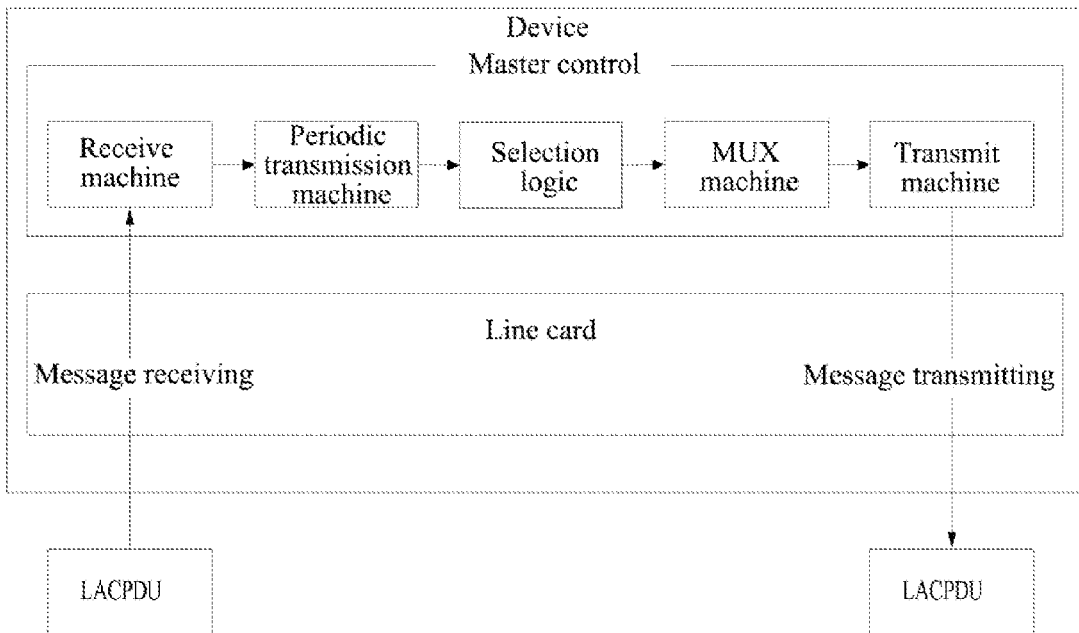 Device
Master control
Receive
machine
Periodic
transmission
machine
Selection
logic
MUX
machine
Transmit
machine
Line card
Message receiving
Message transmitting
LACPDU
LACPDU